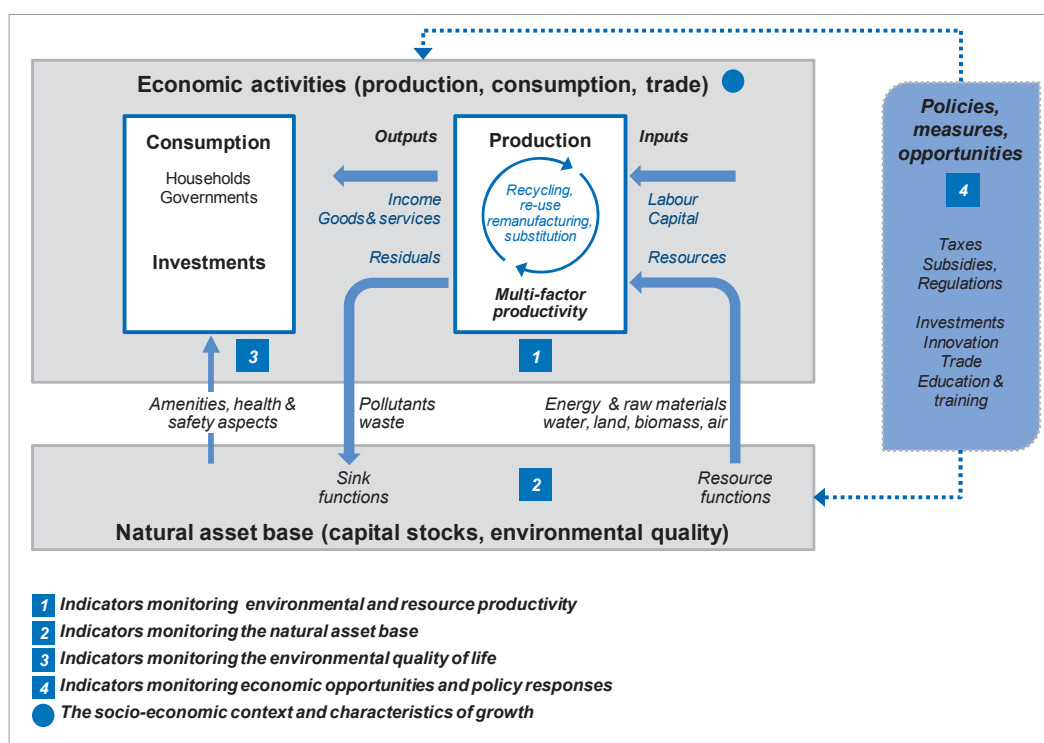 Economic activities (production, consumption, trade)
Consumption
Households
Governments
Investments
3
Outputs
Income
Goods& services
Residuals
Production
Recycling,
re-use
remanufacturing,
substitution
Multi-factor
productivity
1
Inputs
Labour
Capital
Resources
Amenities, health &
safety aspects
Pollutants
waste
Energy & raw materials
water, land, biomass, air
Sink
functions
2
Resource
functions
Natural asset base (capital stocks, environmental quality)
Policies,
measures,
opportunities
4
Taxes
Subsidies,
Regulations
Investments
Innovation
Trade
Education &
training
1 Indicators monitoring environmental and resource productivity
2 Indicators monitoring the natural asset base
3 Indicators monitoring the environmental quality of life
4 Indicators monitoring economic opportunities and policy responses
The socio-economic context and characteristics of growth